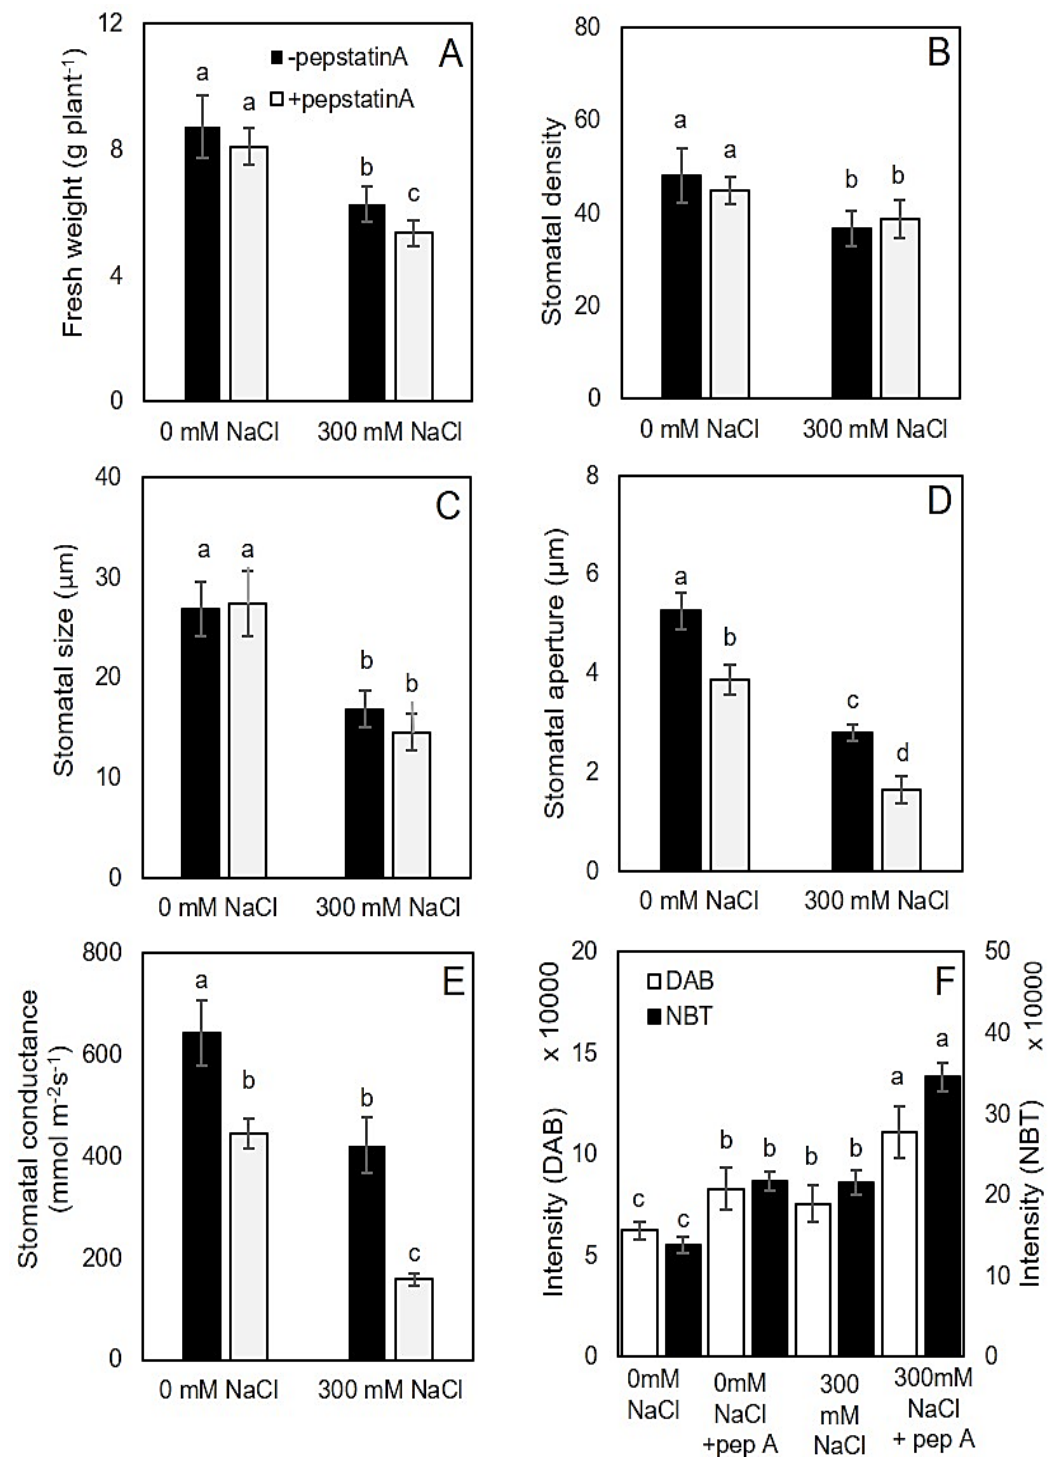 12
8
4
0
Fresh weight (g plant⁻¹)
A
-pepstatinA
+pepstatinA
a
a
b
c
0 mM NaCl
300 mM NaCl
80
60
40
20
0
Stomatal density
B
a
a
b
b
0 mM NaCl
300 mM NaCl
40
30
20
10
0
Stomatal size (µm)
C
a
a
b
b
0 mM NaCl
300 mM NaCl
8
6
4
2
0
Stomatal aperture (µm)
D
a
b
c
d
0 mM NaCl
300 mM NaCl
800
600
400
200
0
Stomatal conductance
(mmol m⁻²s⁻¹)
E
a
b
b
c
0 mM NaCl
300 mM NaCl
20
15
10
5
0
Intensity (DAB)
x 10000
F
DAB
NBT
c
c
b
b
b
b
a
a
50
40
30
20
10
0
Intensity (NBT)
x 10000
0mM
NaCl
0mM
NaCl
+pep A
300
mM
NaCl
300mM
NaCl
+ pep A